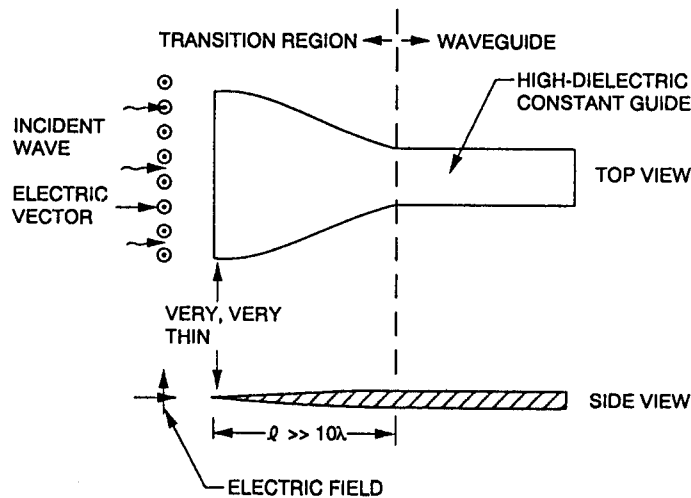 TRANSITION REGION
WAVEGUIDE
HIGH-DIELECTRIC
CONSTANT GUIDE
INCIDENT
WAVE
TOP VIEW
ELECTRIC
VECTOR
VERY, VERY
THIN
SIDE VIEW
ℓ >> 10λ
ELECTRIC FIELD